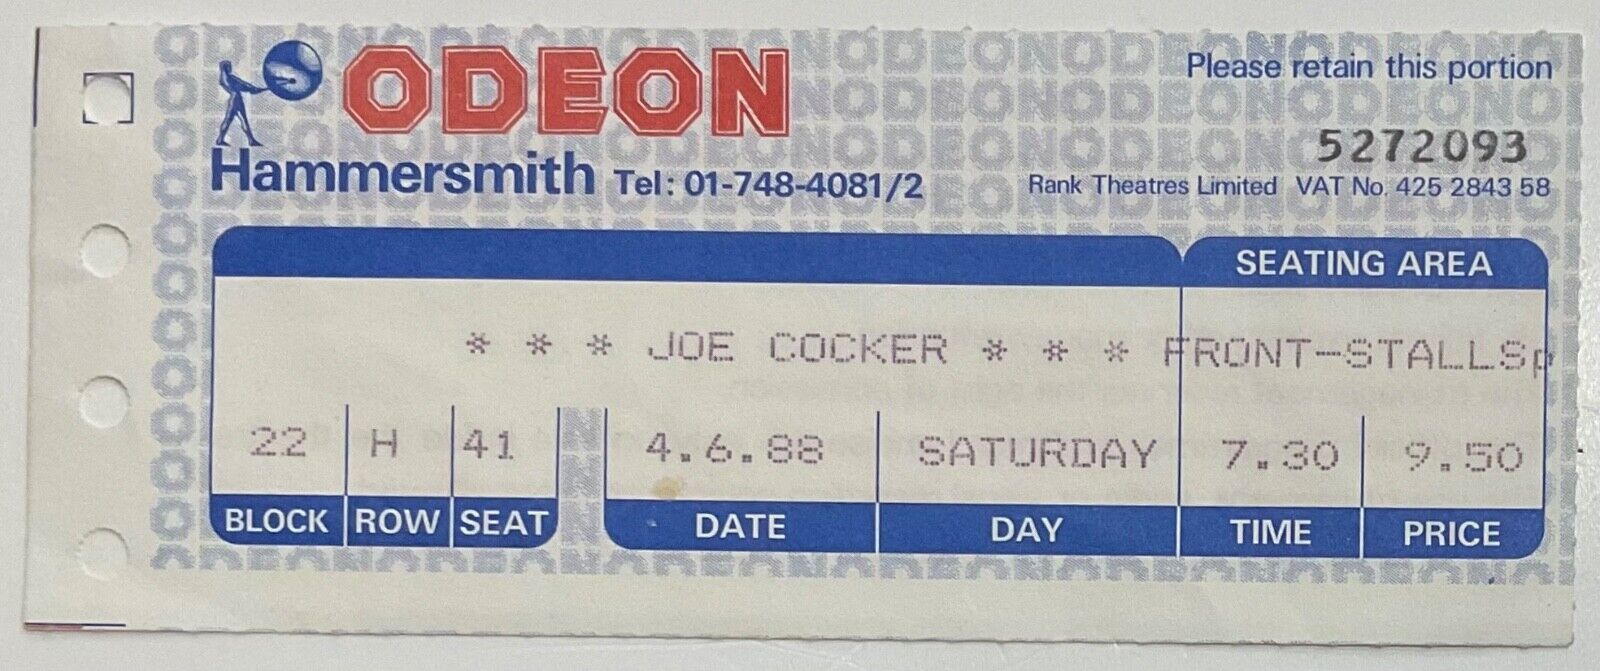 ODEON
Please retain this portion
5272093
Hammersmith Tel: 01-748-4081/2
Rank Theatres Limited VAT No. 425 2843 58
SEATING AREA
* * * JOE COCKER * * * FRONT-STALLSp
22 H 41 4.6.88 SATURDAY 7.30 9.50
BLOCK ROW SEAT DATE DAY TIME PRICE